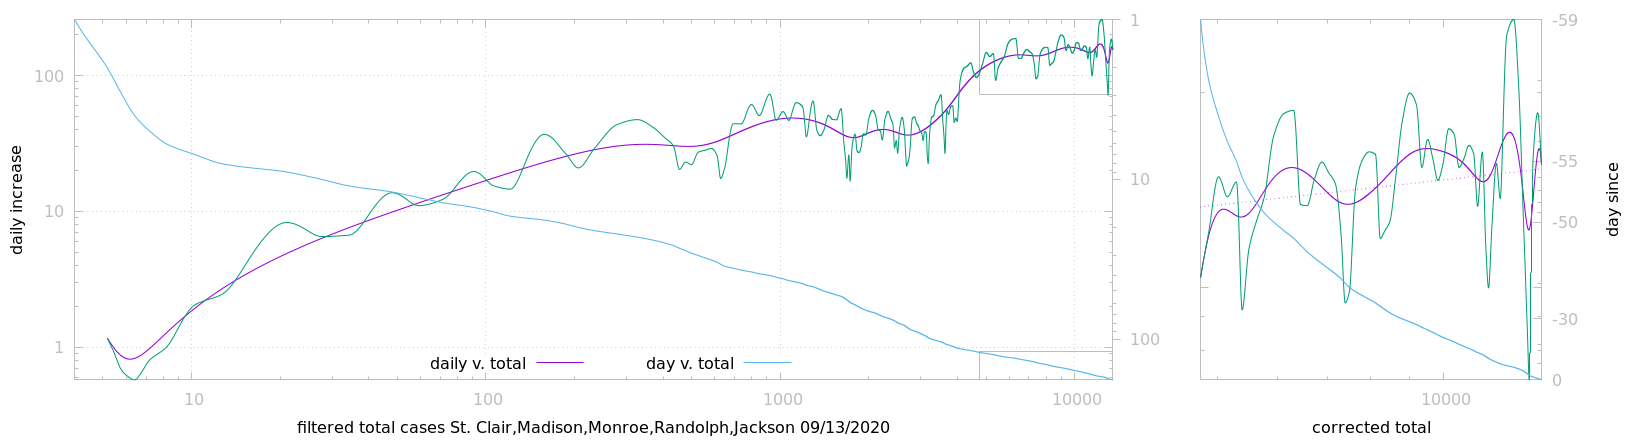 1
-59
100
-55
10
daily increase
10
-50
day since
-30
1
100
daily v. total
day v. total
0
10
100
1000
10000
10000
filtered total cases St. Clair,Madison,Monroe,Randolph,Jackson 09/13/2020
corrected total